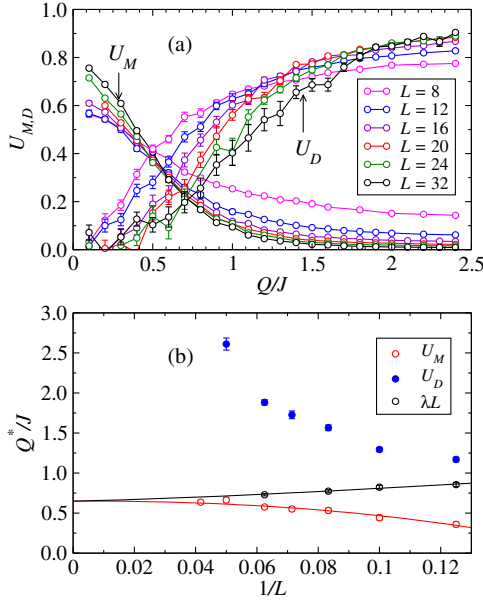 1.0
0.8
0.6
0.4
0.2
0.0
U_{M,D}
U_M
(a)
U_D
L = 8
L = 12
L = 16
L = 20
L = 24
L = 32
0.0 0.5 1.0 1.5 2.0 2.5
Q/J
3.0
2.5
2.0
1.5
1.0
0.5
0.0
Q*/J
(b)
U_M
U_D
λL
0 0.02 0.04 0.06 0.08 0.1 0.12
1/L